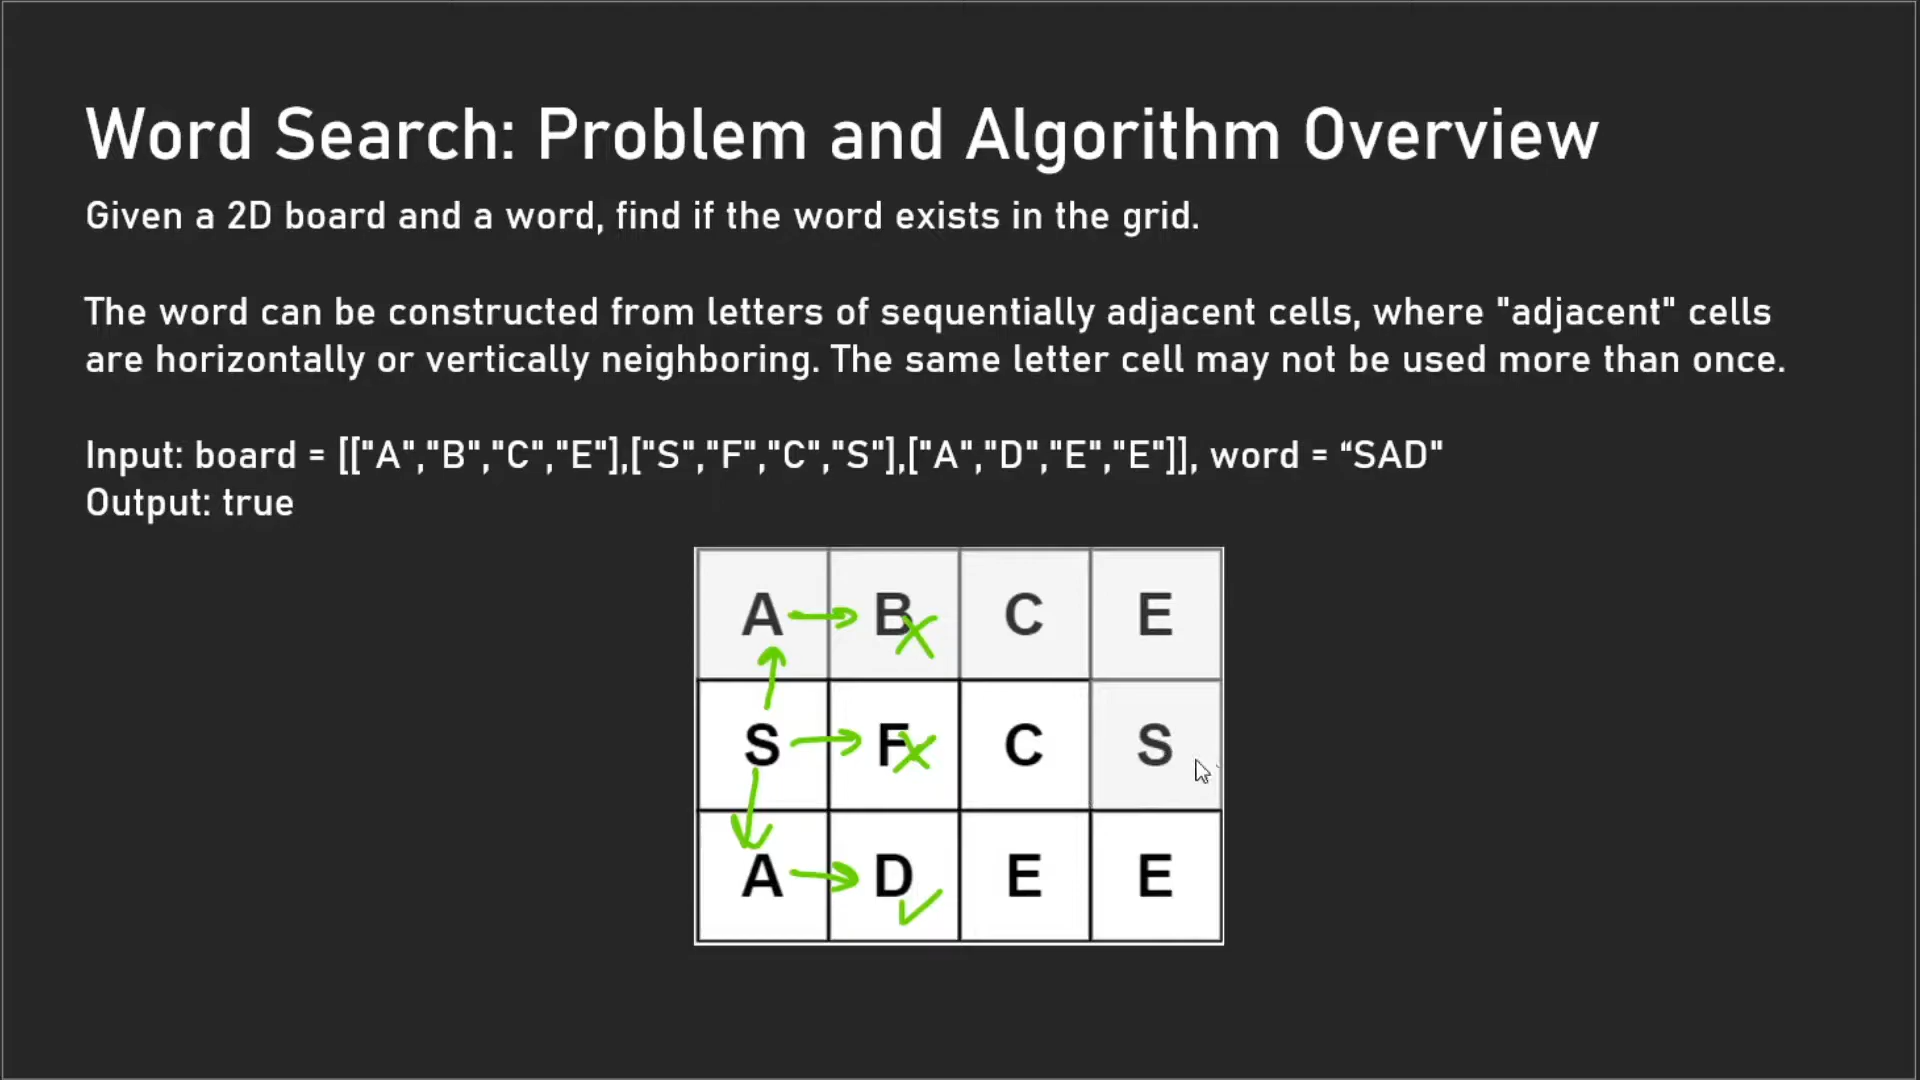 Word Search: Problem and Algorithm Overview
Given a 2D board and a word, find if the word exists in the grid.
The word can be constructed from letters of sequentially adjacent cells, where "adjacent" cells
are horizontally or vertically neighboring. The same letter cell may not be used more than once.
Input: board = [["A","B","C","E"],["S","F","C","S"],["A","D","E","E"]], word = “SAD"
Output: true
A B C E
S F C S
A D E E